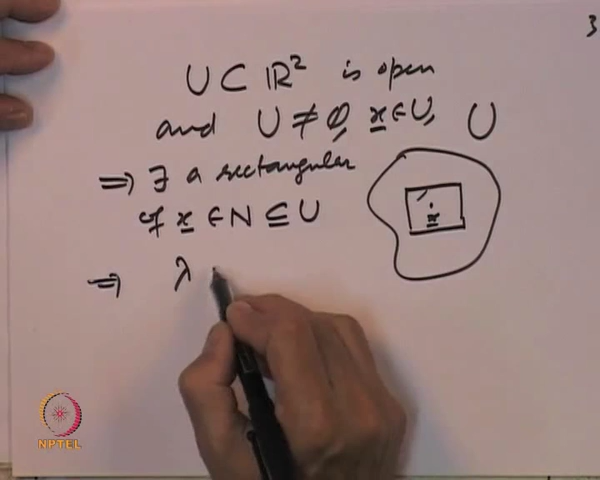 3
U ⊂ ℝ² is open
and U ≠ ∅, x ∈ U,
⇒ ∃ a rectangular
of x ∈ N ⊆ U
⇒ λ
U
x
NPTEL